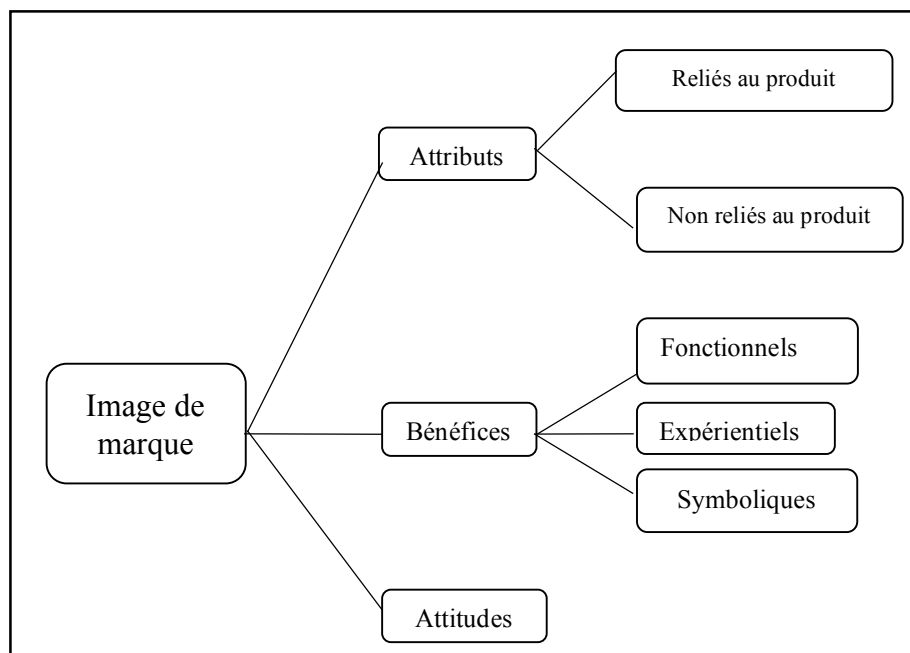 Reliés au produit
Attributs
Non reliés au produit
Fonctionnels
Image de
marque
Bénéfices
Expérientiels
Symboliques
Attitudes